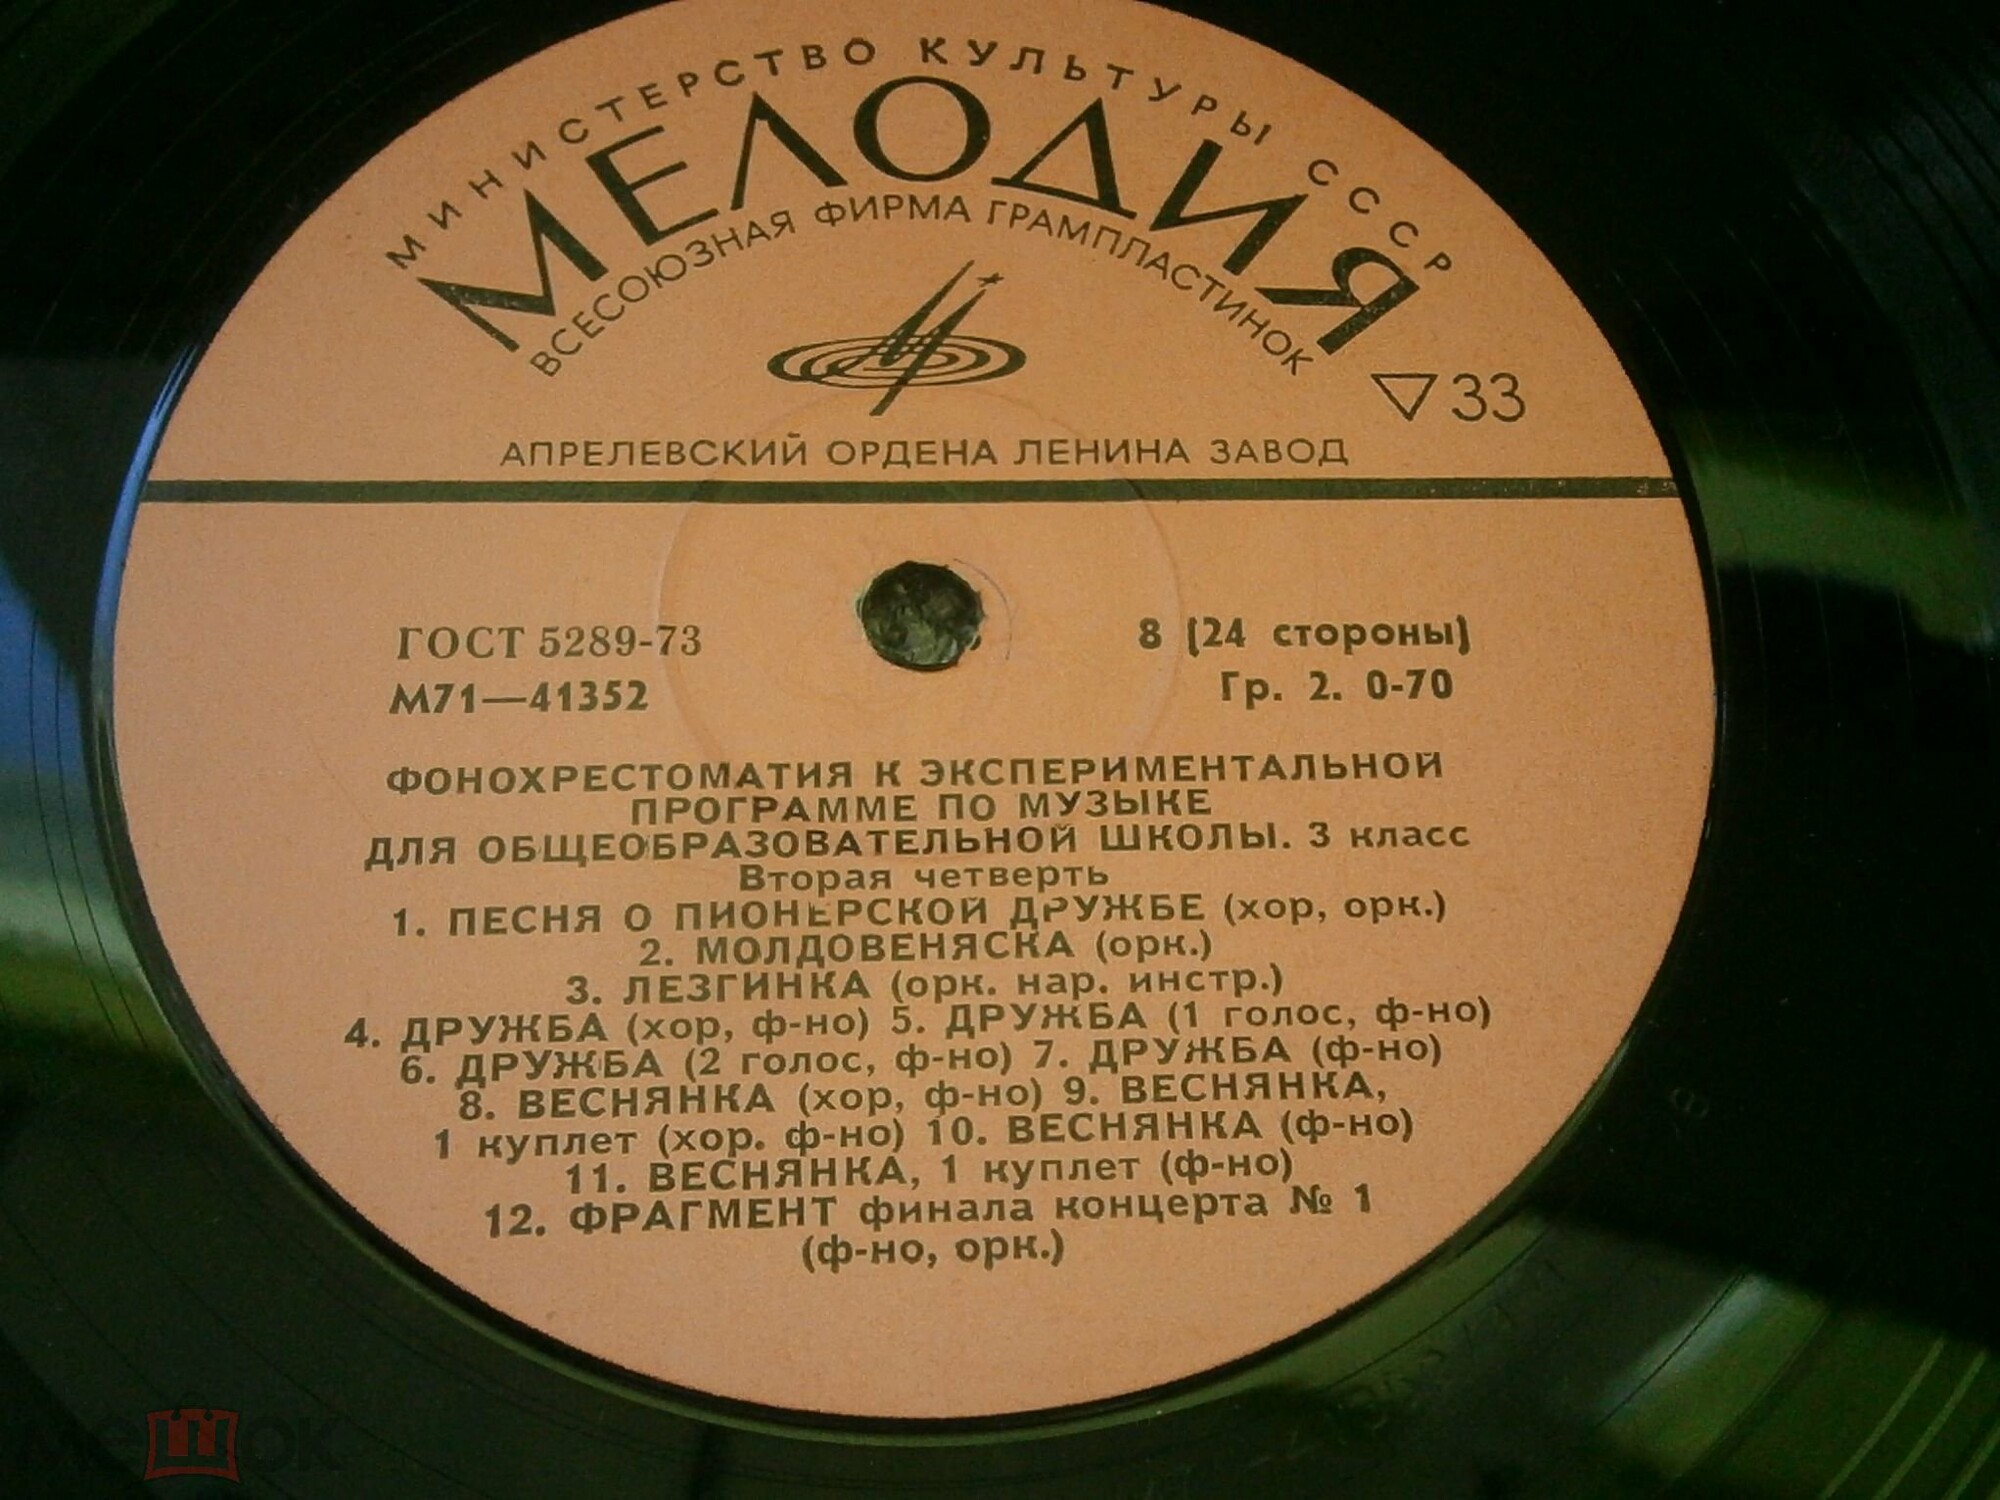 МИНИСТЕРСТВО КУЛЬТУРЫ СССР
МЕЛОДИЯ
ВСЕСОЮЗНАЯ ФИРМА ГРАМПЛАСТИНОК
33
АПРЕЛЕВСКИЙ ОРДЕНА ЛЕНИНА ЗАВОД
ГОСТ 5289-73
8 (24 стороны)
М71—41352
Гр. 2. 0-70
ФОНОХРЕСТОМАТИЯ К ЭКСПЕРИМЕНТАЛЬНОЙ
ПРОГРАММЕ ПО МУЗЫКЕ
ДЛЯ ОБЩЕОБРАЗОВАТЕЛЬНОЙ ШКОЛЫ. 3 класс
Вторая четверть
1. ПЕСНЯ О ПИОНЕРСКОЙ ДРУЖБЕ (хор, орк.)
2. МОЛДОВЕНЯСКА (орк.)
3. ЛЕЗГИНКА (орк. нар. инстр.)
4. ДРУЖБА (хор, ф-но) 5. ДРУЖБА (1 голос, ф-но)
6. ДРУЖБА (2 голос, ф-но) 7. ДРУЖБА (ф-но)
8. ВЕСНЯНКА (хор, ф-но) 9. ВЕСНЯНКА,
1 куплет (хор. ф-но) 10. ВЕСНЯНКА (ф-но)
11. ВЕСНЯНКА, 1 куплет (ф-но)
12. ФРАГМЕНТ финала концерта № 1
(ф-но, орк.)
мешок